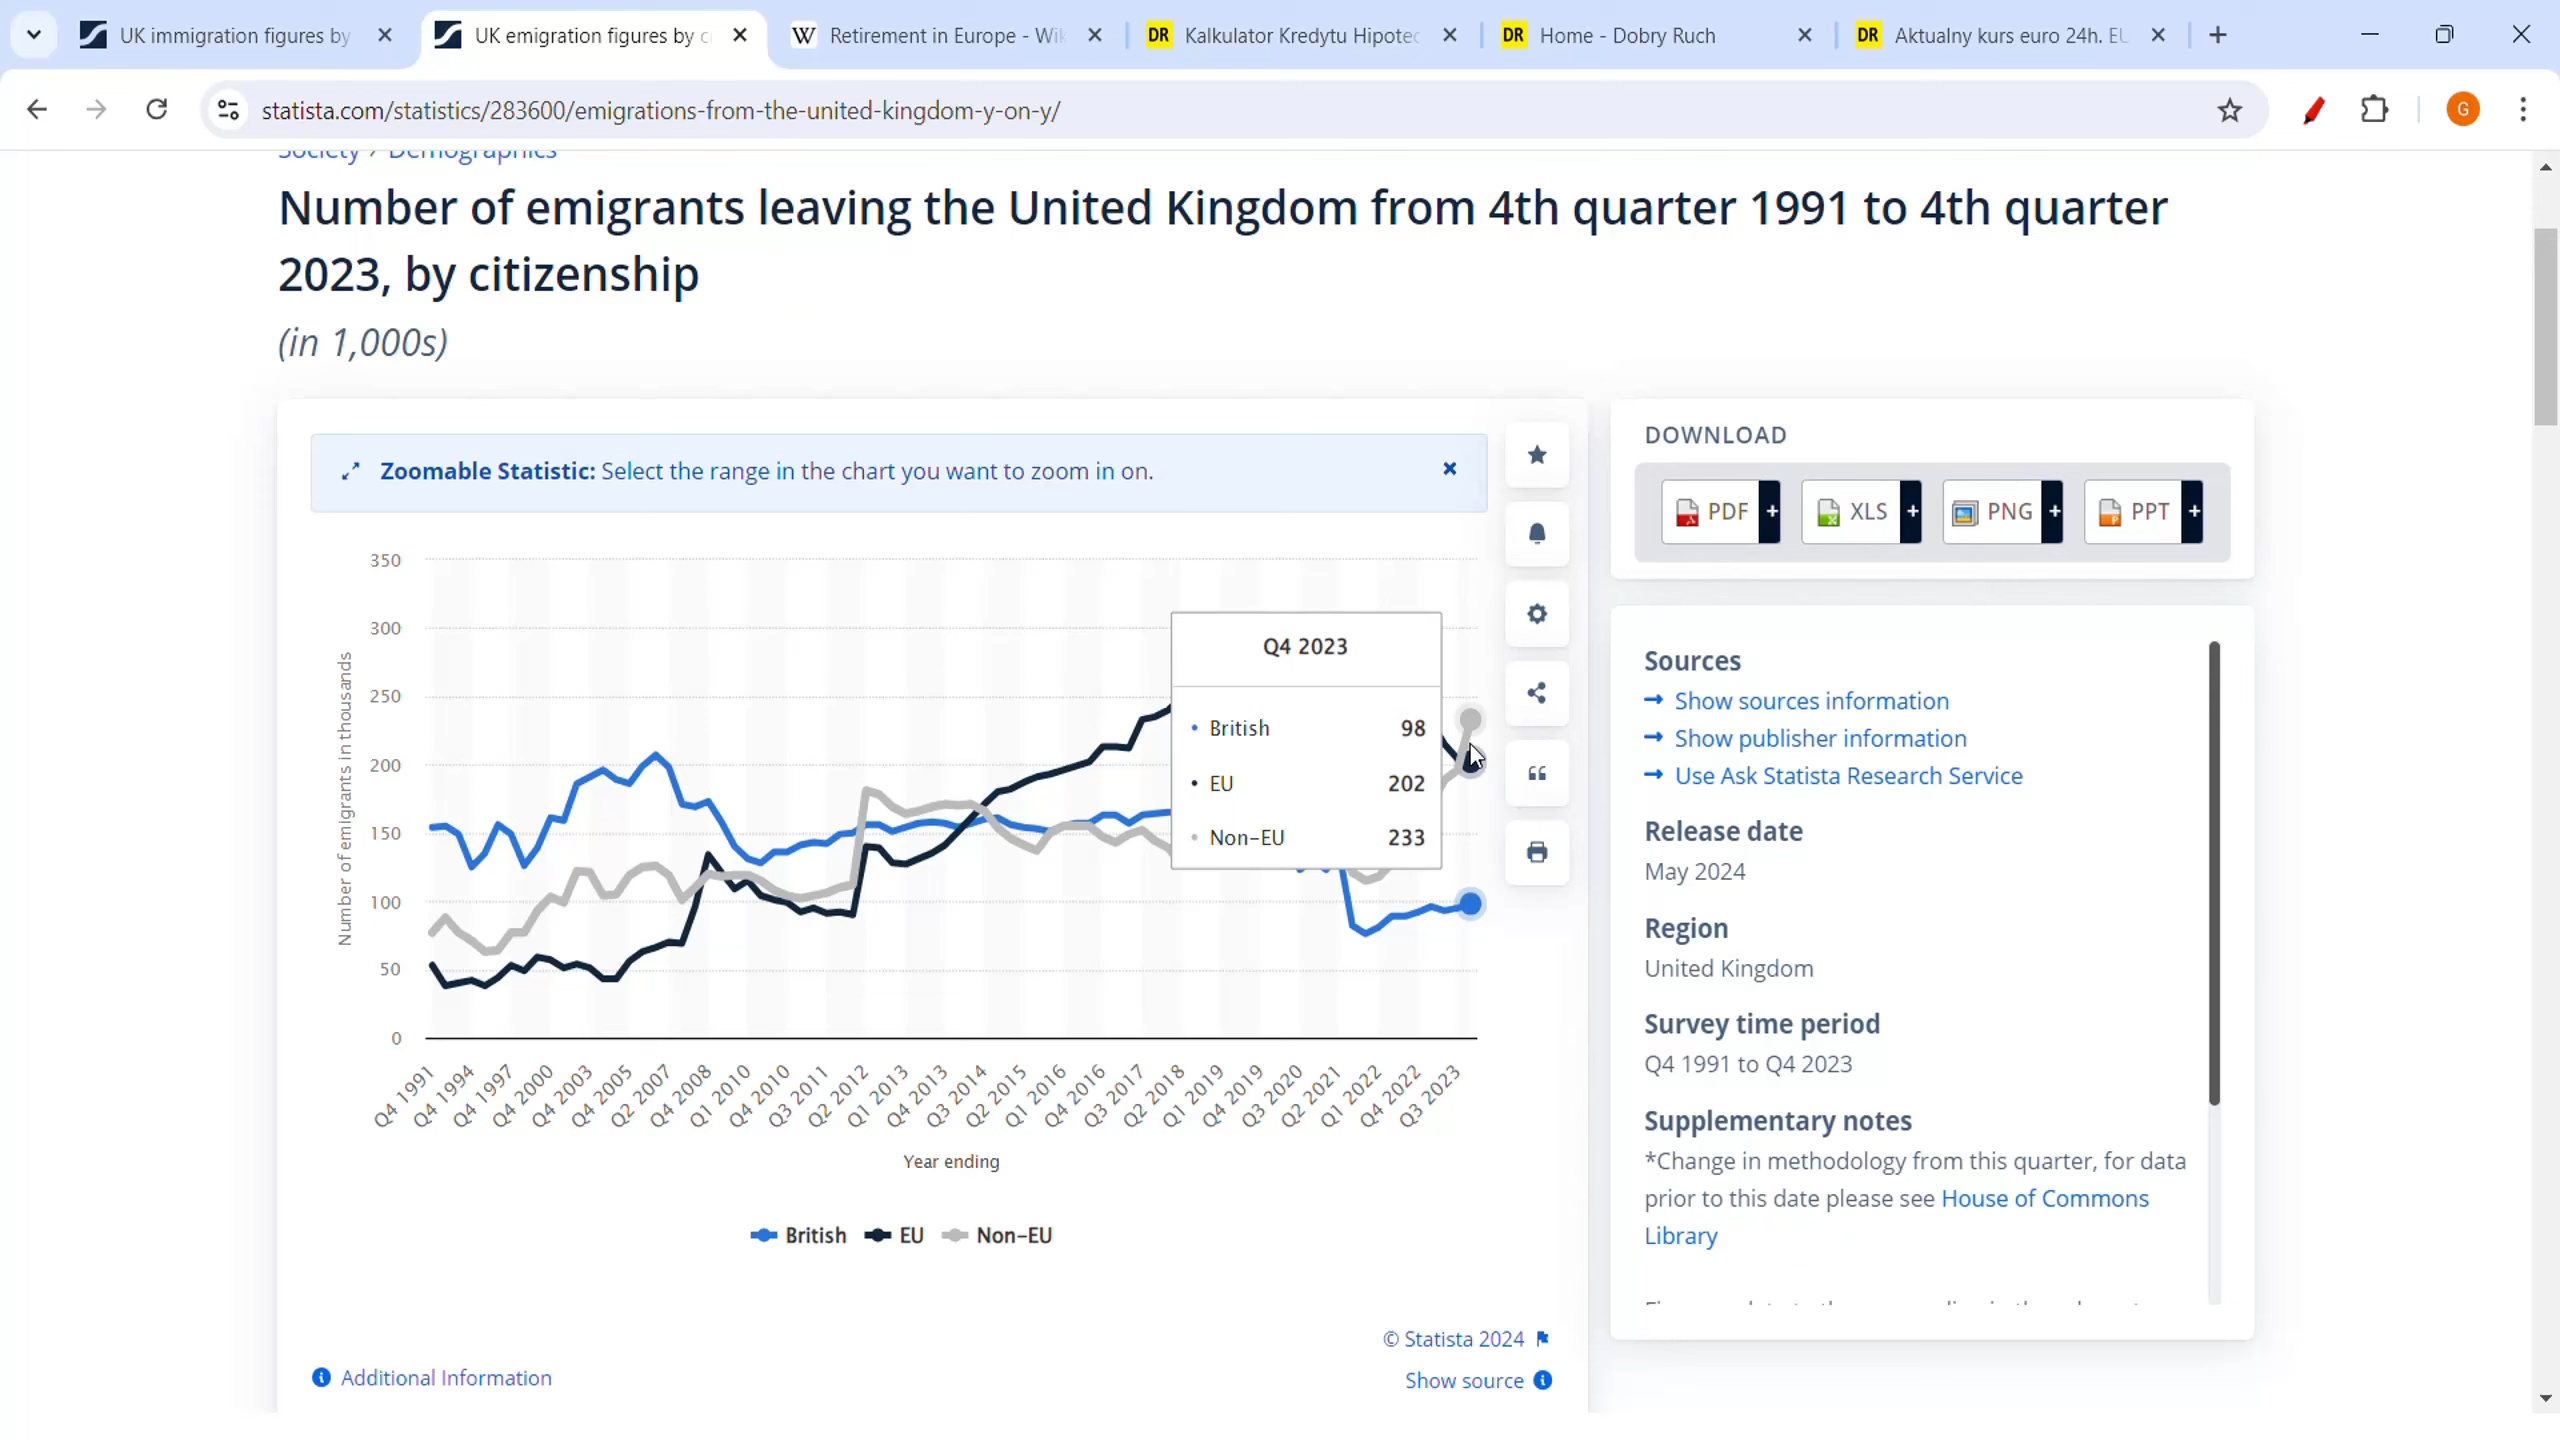 UK immigration figures by
UK emigration figures by c
Retirement in Europe - Wik
DR Kalkulator Kredytu Hipotec
DR Home - Dobry Ruch
DR Aktualny kurs euro 24h. EU
statista.com/statistics/283600/emigrations-from-the-united-kingdom-y-on-y/
G
Society › Demographics
Number of emigrants leaving the United Kingdom from 4th quarter 1991 to 4th quarter
2023, by citizenship
(in 1,000s)
Zoomable Statistic: Select the range in the chart you want to zoom in on.
350
300
250
200
150
100
50
0
Number of emigrants in thousands
Q4 2023
British 98
EU 202
Non-EU 233
Q4 1991
Q4 1994
Q4 1997
Q4 2000
Q4 2003
Q4 2005
Q2 2007
Q4 2008
Q1 2010
Q4 2010
Q3 2011
Q2 2012
Q1 2013
Q4 2013
Q3 2014
Q2 2015
Q1 2016
Q4 2016
Q3 2017
Q2 2018
Q1 2019
Q4 2019
Q3 2020
Q2 2021
Q1 2022
Q4 2022
Q3 2023
Year ending
British EU Non-EU
© Statista 2024
Additional Information
Show source
DOWNLOAD
PDF + XLS + PNG + PPT +
Sources
Show sources information
Show publisher information
Use Ask Statista Research Service
Release date
May 2024
Region
United Kingdom
Survey time period
Q4 1991 to Q4 2023
Supplementary notes
*Change in methodology from this quarter, for data
prior to this date please see House of Commons
Library